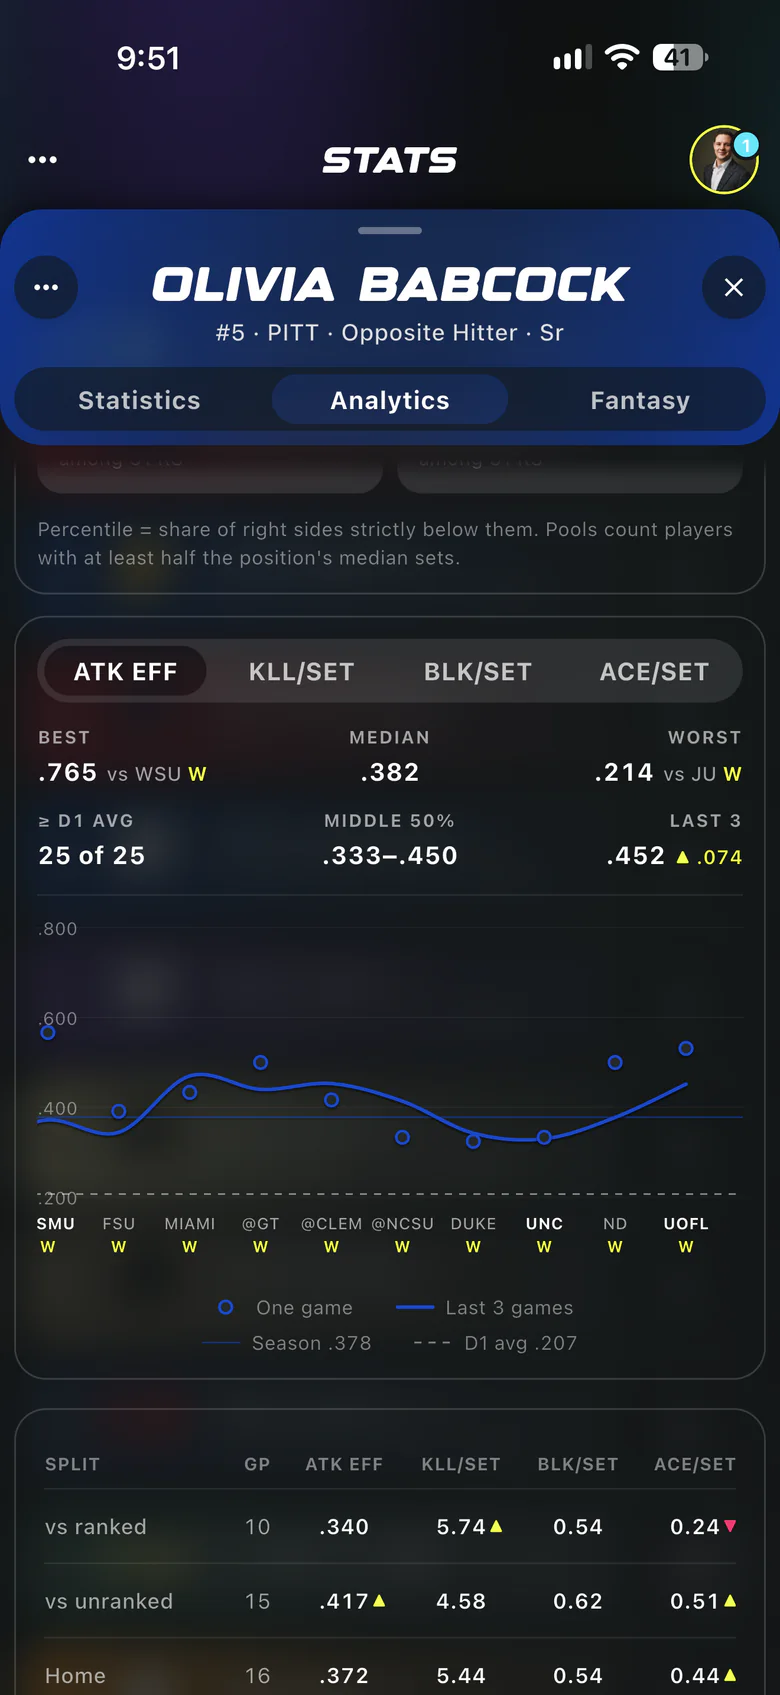 9:51
41
STATS
1
OLIVIA BABCOCK
#5 · PITT · Opposite Hitter · Sr
Statistics Analytics Fantasy
Percentile = share of right sides strictly below them. Pools count players
with at least half the position's median sets.
ATK EFF KLL/SET BLK/SET ACE/SET
BEST MEDIAN WORST
.765 vs WSU W .382 .214 vs JU W
≥ D1 AVG MIDDLE 50% LAST 3
25 of 25 .333–.450 .452 ▲ .074
.800
.600
.400
.200
SMU FSU MIAMI @GT @CLEM @NCSU DUKE UNC ND UOFL
W W W W W W W W W W
One game Last 3 games
Season .378 D1 avg .207
SPLIT GP ATK EFF KLL/SET BLK/SET ACE/SET
vs ranked 10 .340 5.74▲ 0.54 0.24▼
vs unranked 15 .417▲ 4.58 0.62 0.51▲
Home 16 .372 5.44 0.54 0.44▲